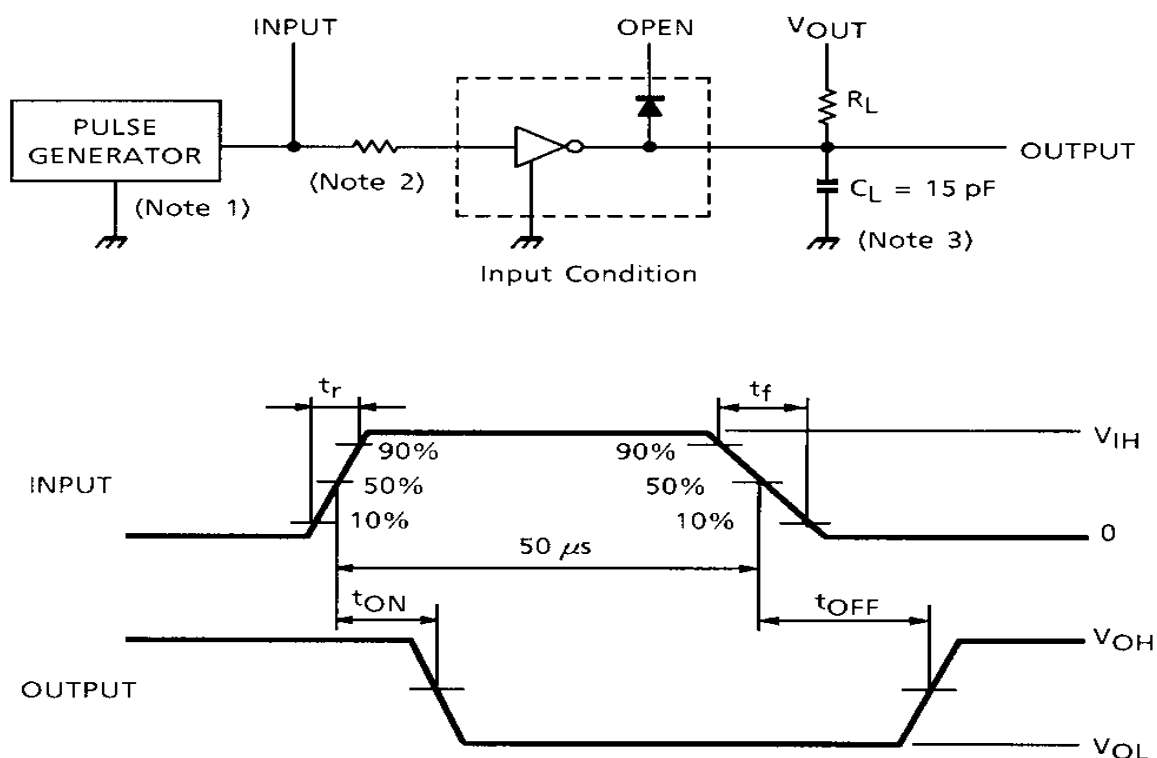 INPUT
OPEN
VOUT
PULSE
GENERATOR
(Note 1)
(Note 2)
RL
OUTPUT
CL = 15 pF
(Note 3)
Input Condition
tr
tf
90%
90%
VIH
INPUT
50%
50%
10%
10%
0
50 μs
tON
tOFF
VOH
OUTPUT
VOL